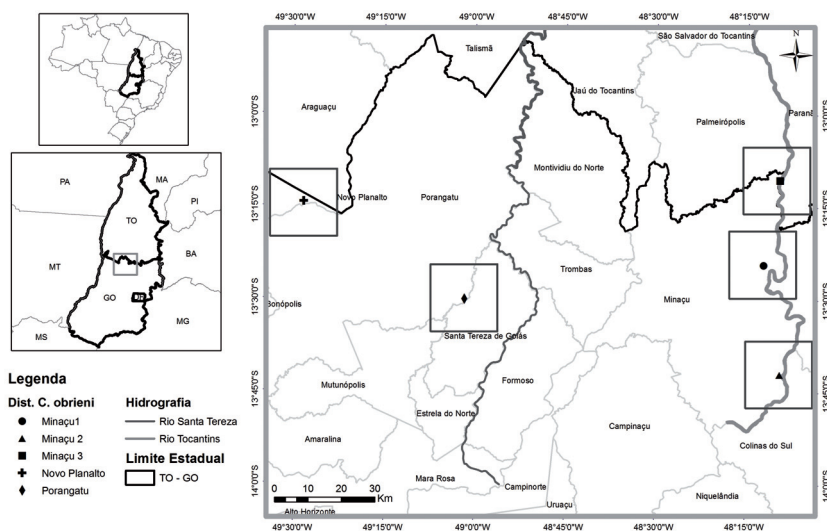 49°30'0"S 49°15'0"S 49°0'0"S 48°45'0"S 48°30'0"S 48°15'0"S
São Salvador do Tocantins
Talismã
N
Araguaçu
Jaú do Tocantins
Paranã
Palmeirópolis
13°0'0"S
13°0'0"S
Montividiu do Norte
Novo Planalto
Porangatu
13°15'0"S
13°15'0"S
Trombas
Minaçu
Bonópolis
13°30'0"S
13°30'0"S
Santa Tereza de Goiás
Mutunópolis
Formoso
13°45'0"S
13°45'0"S
Estrela do Norte
Campinaçu
Amaralina
Colinas do Sul
Mara Rosa
Campinorte
14°0'0"S
14°0'0"S
Niquelândia
Uruaçu
Alto Horizonte
0 5 10 20 30
Km
49°30'0"S 49°15'0"S 49°0'0"S 48°45'0"S 48°30'0"S 48°15'0"S
PA
MA
PI
TO
MT
BA
GO
DF
MS
MG
Legenda
Dist. C. obrieni
Minaçu1
Minaçu 2
Minaçu 3
Novo Planalto
Porangatu
Hidrografia
Rio Santa Tereza
Rio Tocantins
Limite Estadual
TO - GO